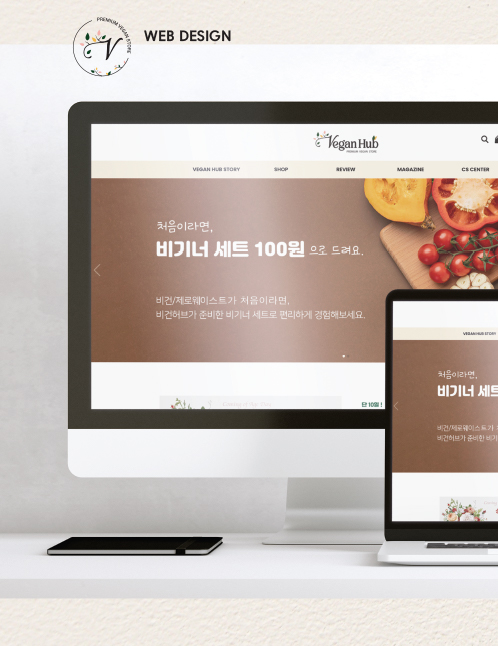 PREMIUM VEGAN STORE
V
WEB DESIGN
Vegan Hub
PREMIUM VEGAN STORE
VEGAN HUB STORY SHOP REVIEW MAGAZINE CS CENTER
처음이라면,
비기너 세트 100원 으로 드려요.
비건/제로웨이스트가 처음이라면,
비건허브가 준비한 비기너 세트로 편리하게 경험해보세요.
단 10일 !
VEGAN HUB STORY
처음이라면,
비기너 세트
비건/제로웨이스트가
비건허브가 준비한 비기